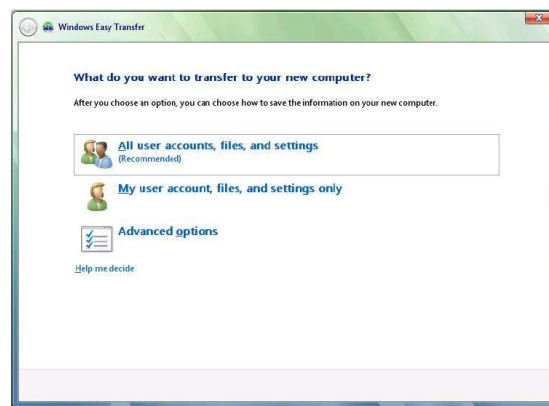 Windows Easy Transfer
What do you want to transfer to your new computer?
After you choose an option, you can choose how to save the information on your new computer.
All user accounts, files, and settings
(Recommended)
My user account, files, and settings only
Advanced options
Help me decide